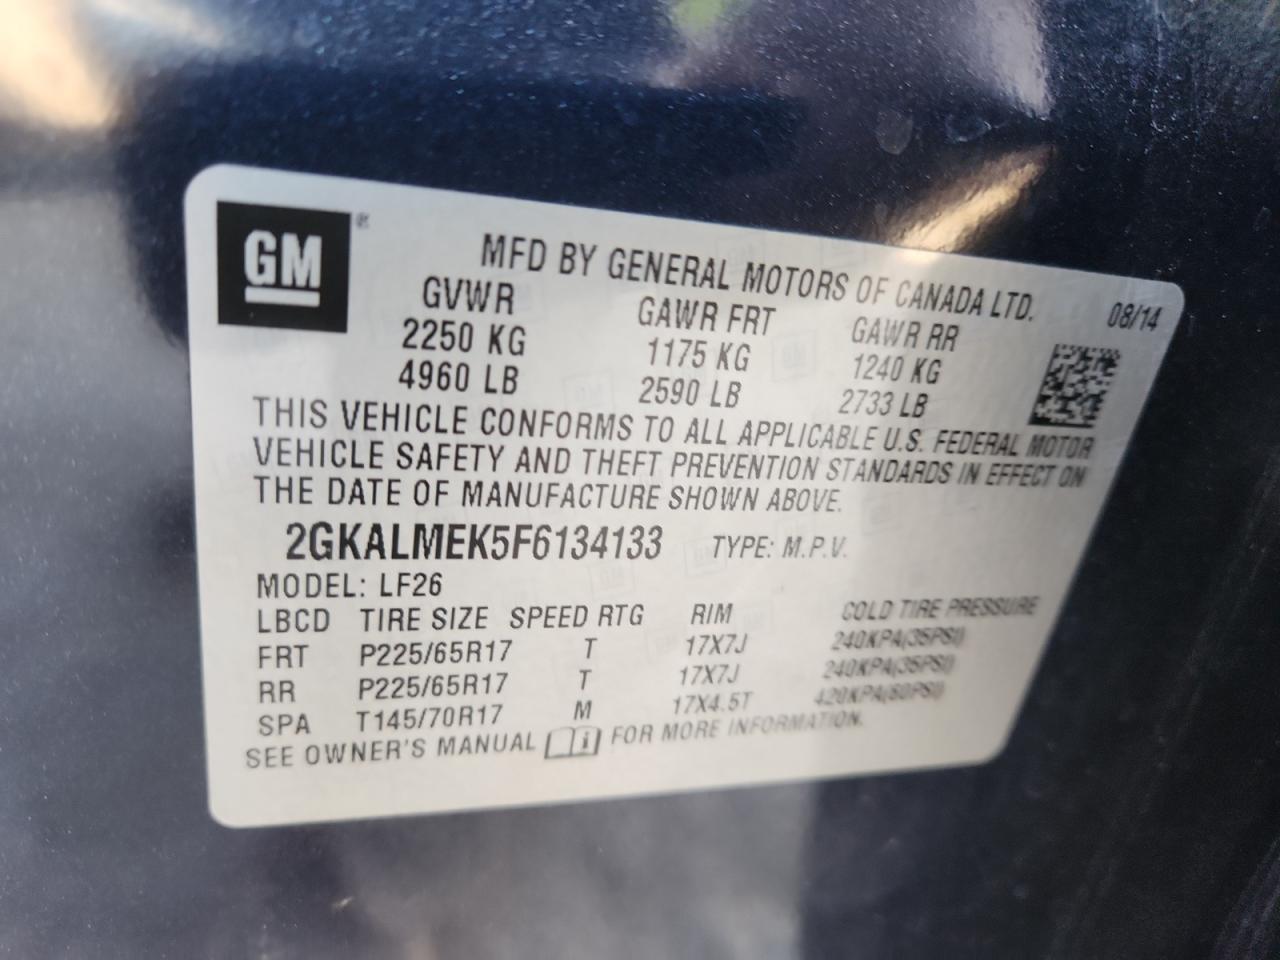 GM ®
MFD BY GENERAL MOTORS OF CANADA LTD. 08/14
GVWR GAWR FRT GAWR RR
2250 KG 1175 KG 1240 KG
4960 LB 2590 LB 2733 LB
THIS VEHICLE CONFORMS TO ALL APPLICABLE U.S. FEDERAL MOTOR
VEHICLE SAFETY AND THEFT PREVENTION STANDARDS IN EFFECT ON
THE DATE OF MANUFACTURE SHOWN ABOVE.
2GKALMEK5F6134133 TYPE: M.P.V.
MODEL: LF26
LBCD TIRE SIZE SPEED RTG RIM COLD TIRE PRESSURE
FRT P225/65R17 T 17X7J 240KPA(35PSI)
RR P225/65R17 T 17X7J 240KPA(35PSI)
SPA T145/70R17 M 17X4.5T 420KPA(60PSI)
SEE OWNER'S MANUAL i FOR MORE INFORMATION.